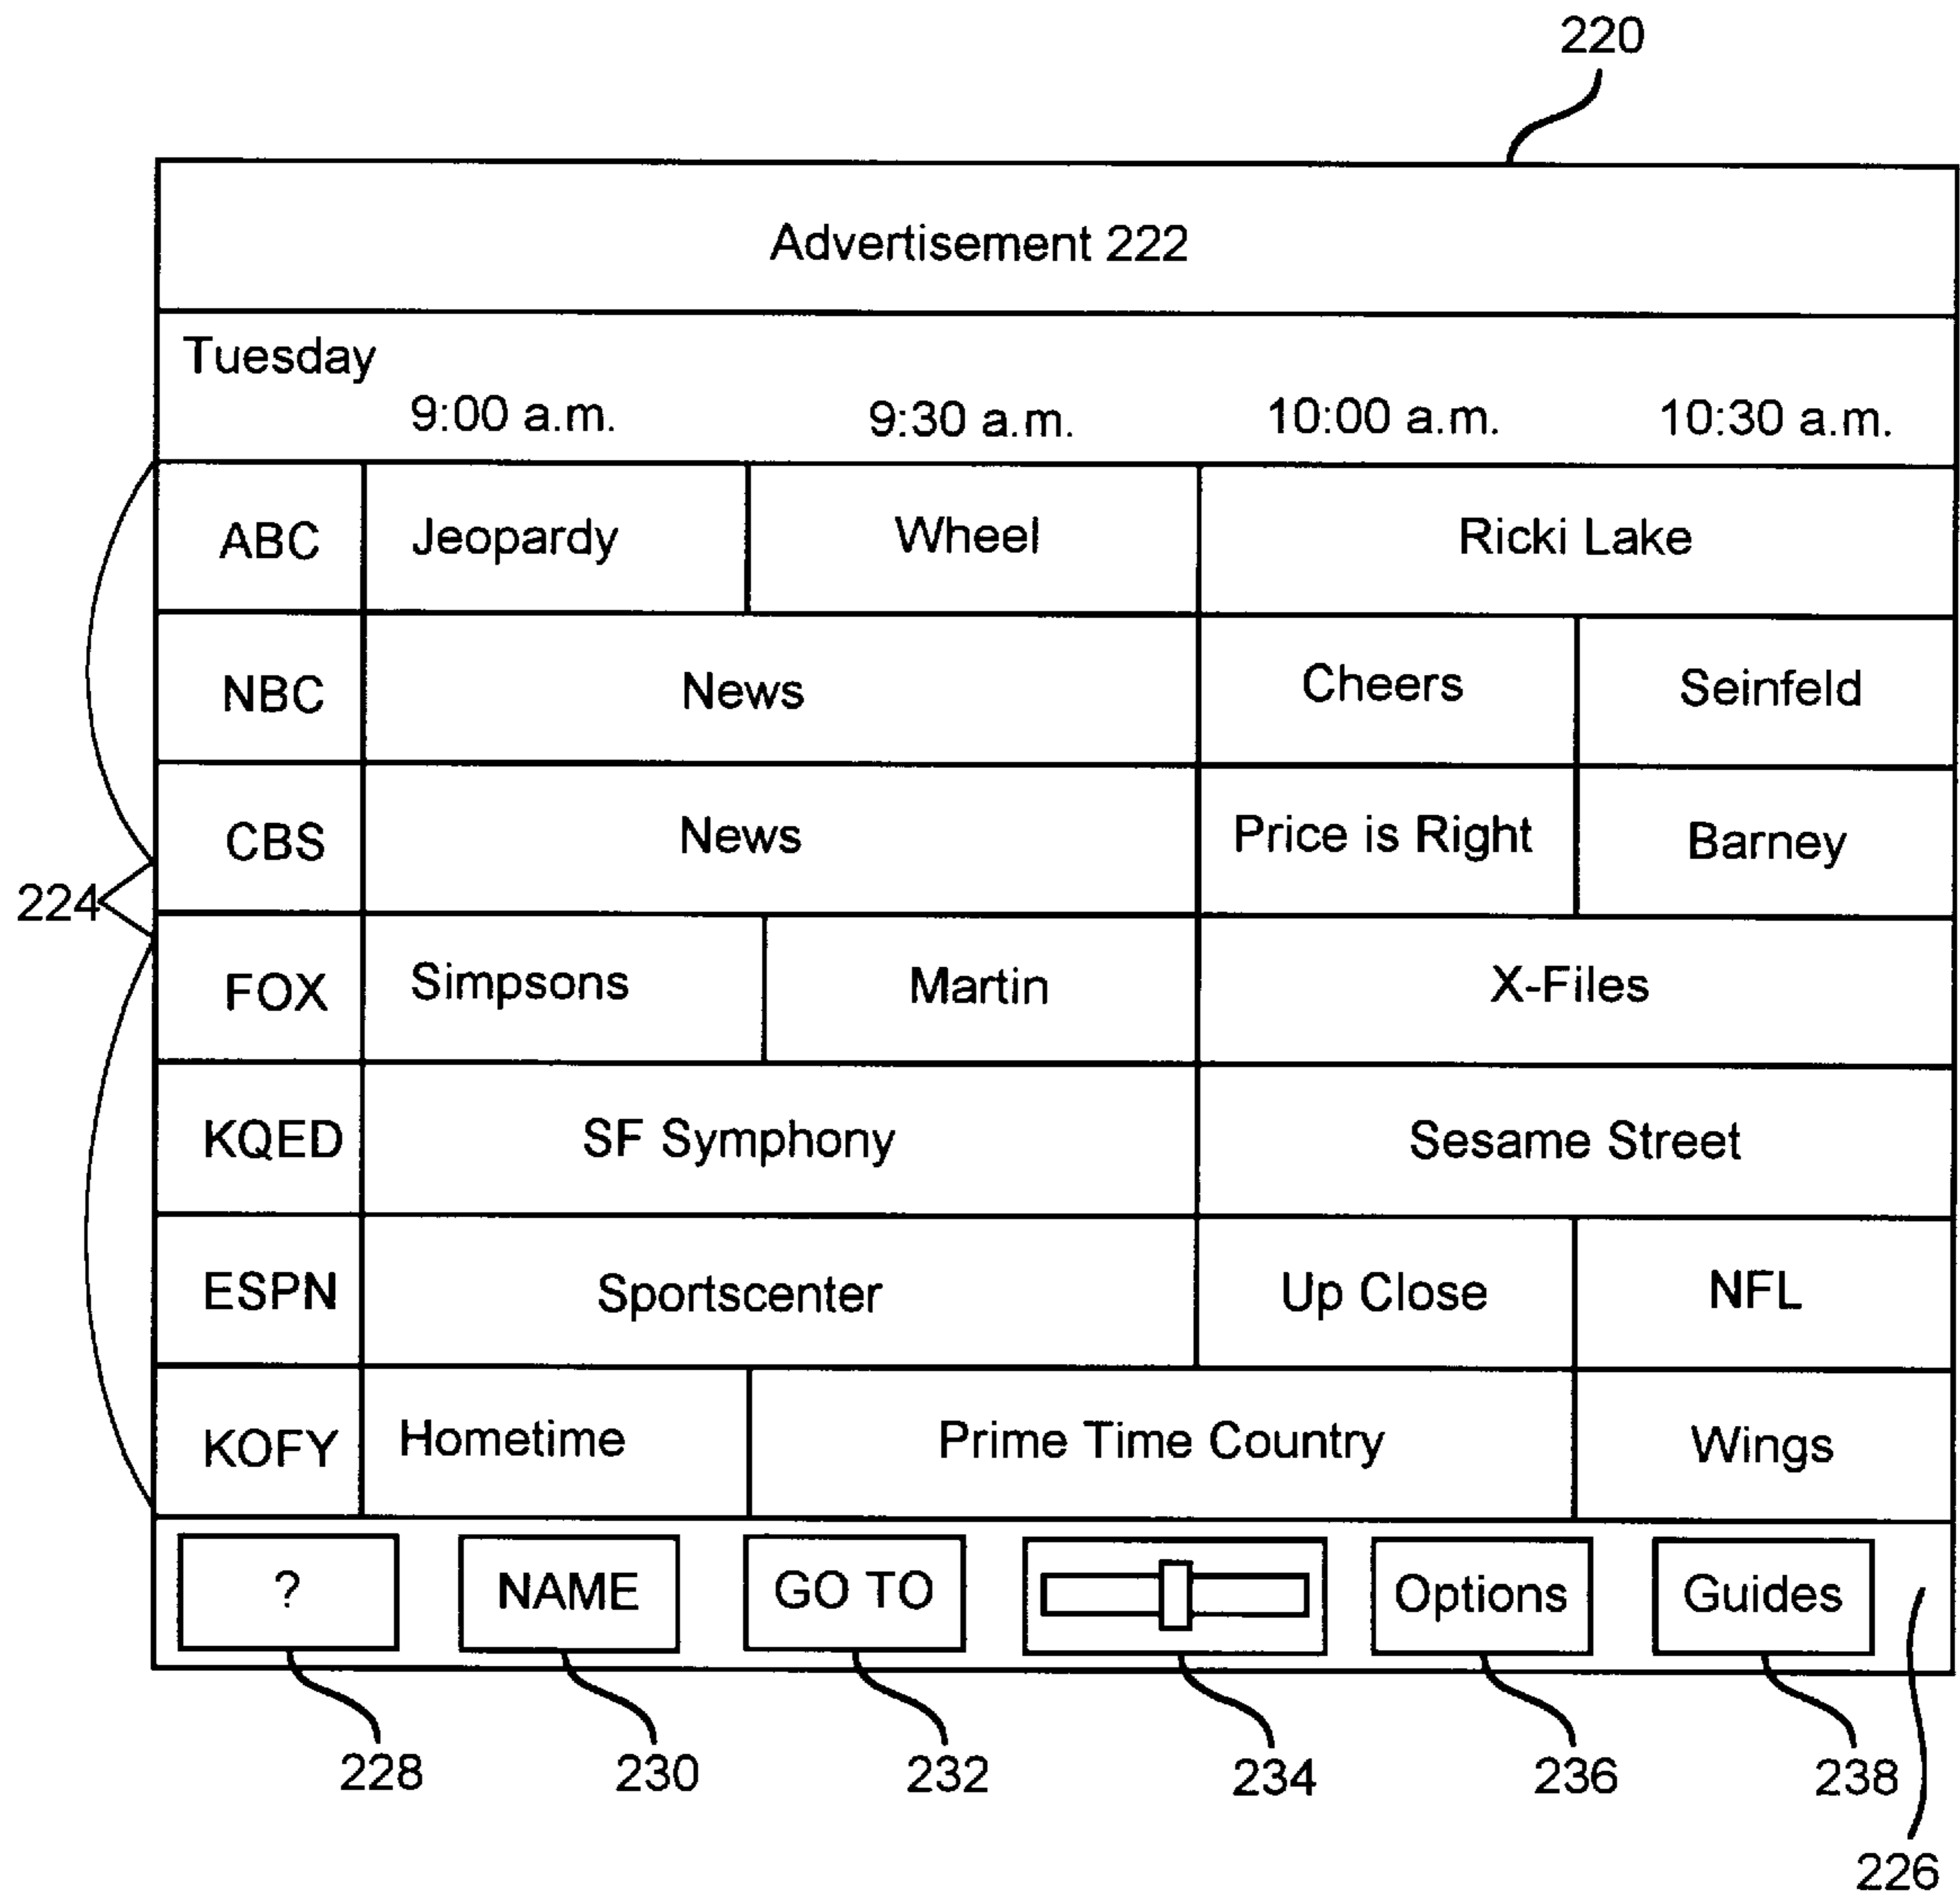 220
Advertisement 222
Tuesday
9:00 a.m. 9:30 a.m. 10:00 a.m. 10:30 a.m.
ABC Jeopardy Wheel Ricki Lake
NBC News Cheers Seinfeld
CBS News Price is Right Barney
224
FOX Simpsons Martin X-Files
KQED SF Symphony Sesame Street
ESPN Sportscenter Up Close NFL
KOFY Hometime Prime Time Country Wings
? NAME GO TO Options Guides
228 230 232 234 236 238
226